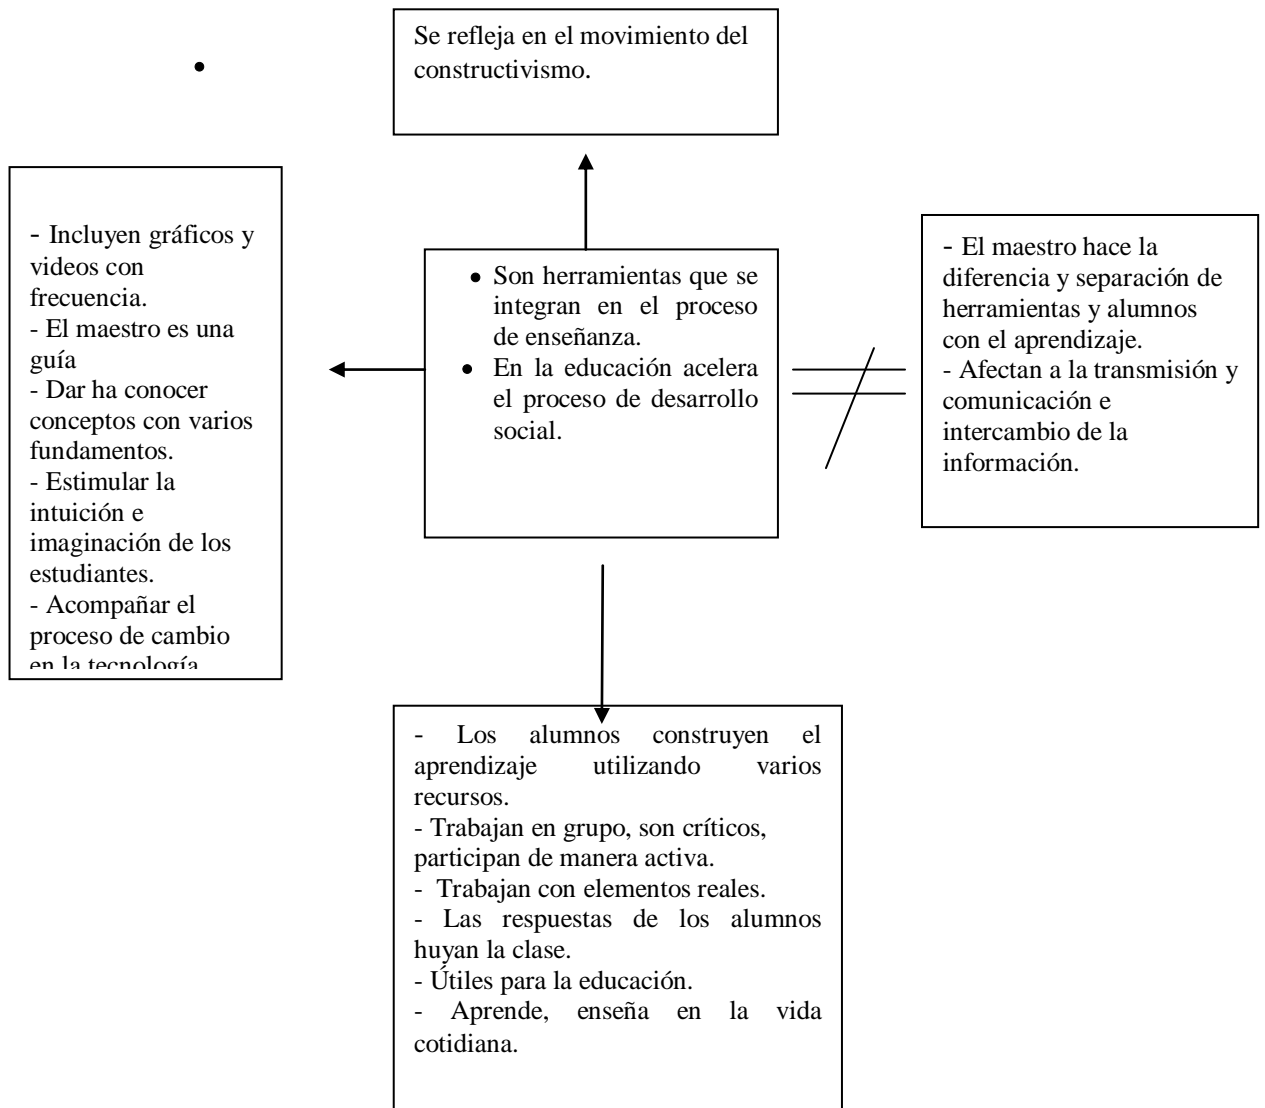 Se refleja en el movimiento del
constructivismo.
•
- Incluyen gráficos y
videos con
frecuencia.
- El maestro es una
guía
- Dar ha conocer
conceptos con varios
fundamentos.
- Estimular la
intuición e
imaginación de los
estudiantes.
- Acompañar el
proceso de cambio
en la tecnología
• Son herramientas que se
integran en el proceso
de enseñanza.
• En la educación acelera
el proceso de desarrollo
social.
- El maestro hace la
diferencia y separación de
herramientas y alumnos
con el aprendizaje.
- Afectan a la transmisión y
comunicación e
intercambio de la
información.
- Los alumnos construyen el
aprendizaje utilizando varios
recursos.
- Trabajan en grupo, son críticos,
participan de manera activa.
- Trabajan con elementos reales.
- Las respuestas de los alumnos
huyan la clase.
- Útiles para la educación.
- Aprende, enseña en la vida
cotidiana.